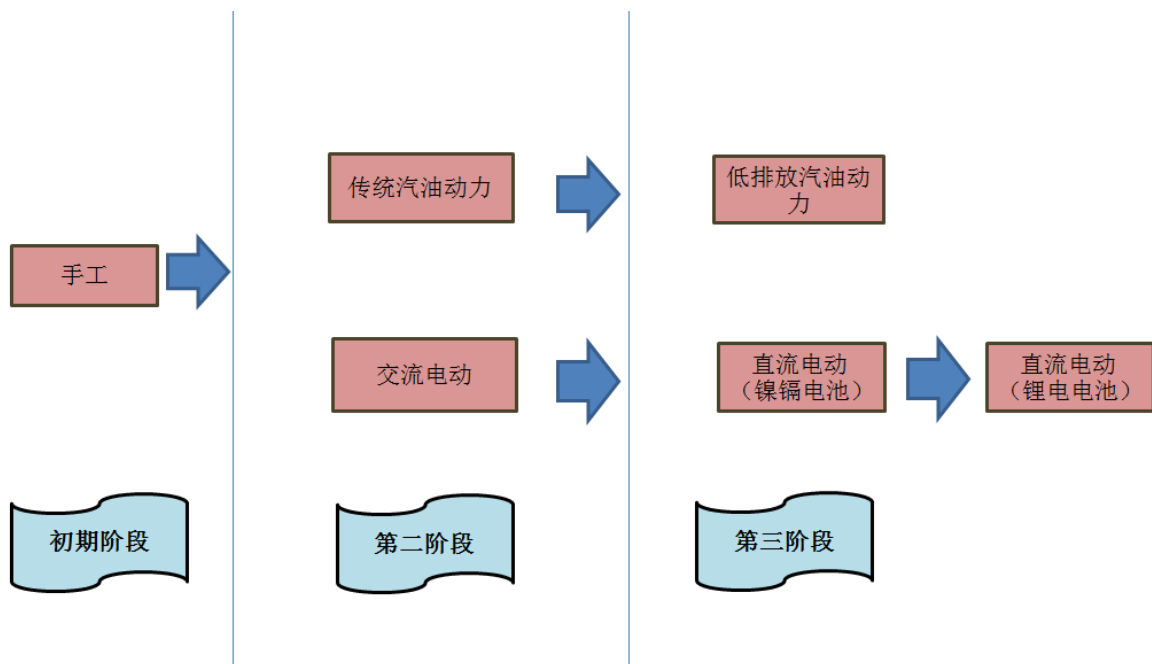 传统汽油动力
低排放汽油动
力
手工
交流电动
直流电动
（镍镉电池）
直流电动
（锂电电池）
初期阶段
第二阶段
第三阶段